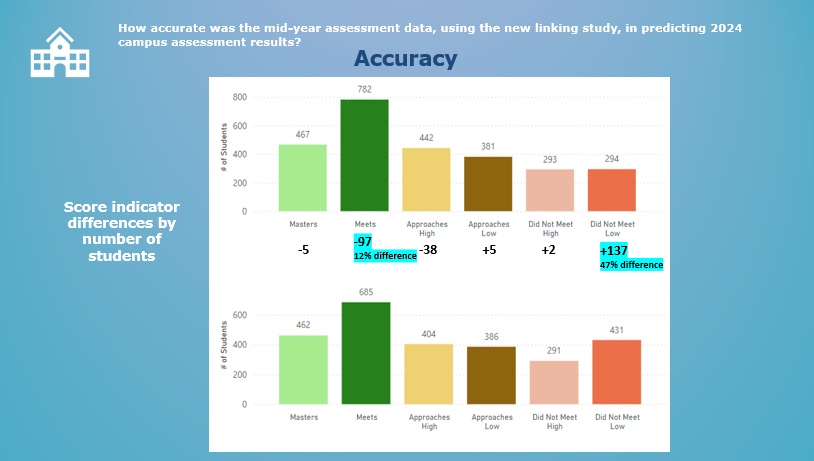 How accurate was the mid-year assessment data, using the new linking study, in predicting 2024
campus assessment results?
Accuracy
Score indicator
differences by
number of
students
# of Students
800
600
400
200
0
467
782
442
381
293
294
Masters
Meets
Approaches
High
Approaches
Low
Did Not Meet
High
Did Not Meet
Low
-5
-97
12% difference
-38
+5
+2
+137
47% difference
# of Students
600
400
200
0
462
685
404
386
291
431
Masters
Meets
Approaches
High
Approaches
Low
Did Not Meet
High
Did Not Meet
Low